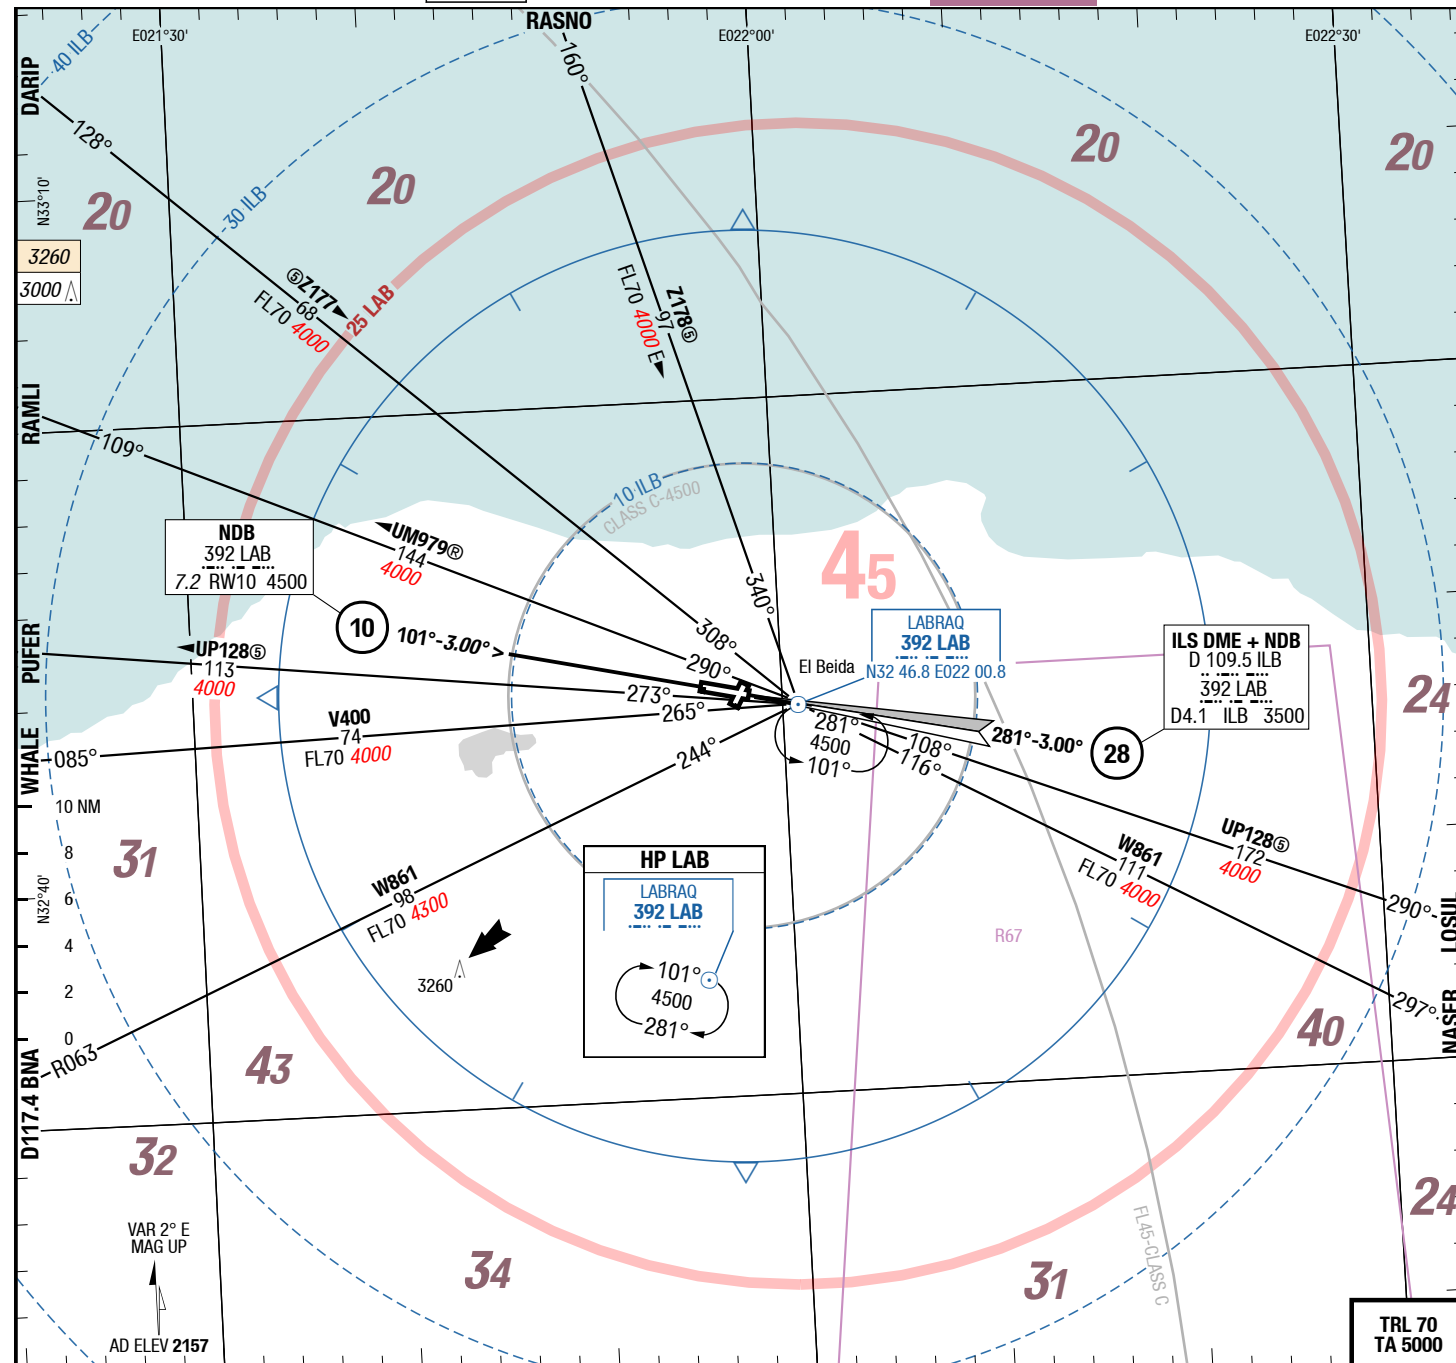 RASNO
E021°30'
E022°00'
E022°30'
40 ILB
DARIP
128°
160°
20
20
20
20
N33°10'
30 ILB
3260
3000
⑤Z177
68
FL70 4000
25 LAB
Z178⑤
97
FL70 4000 E
RAMLI
109°
10 ILB
CLASS C-4500
45
NDB
392 LAB
7.2 RW10 4500
UM979®
144
4000
10
101°-3.00° >
340°
308°
290°
273°
265°
244°
LABRAQ
392 LAB
N32 46.8 E022 00.8
El Beida
ILS DME + NDB
D 109.5 ILB
392 LAB
D4.1 ILB 3500
PUFER
UP128⑤
113
4000
24
V400
74
FL70 4000
WHALE
085°
281°
4500
101°
108°
116°
281°-3.00°
28
10 NM
8
6
4
2
0
N32°40'
31
HP LAB
LABRAQ
392 LAB
101°
4500
281°
W861
98
FL70 4300
3260
W861
111
FL70 4000
UP128⑤
172
4000
290°
LOSUL
297°
NASER
R67
40
43
R063
D117.4 BNA
32
24
34
31
FL45-CLASS C
VAR 2° E
MAG UP
AD ELEV 2157
TRL 70
TA 5000